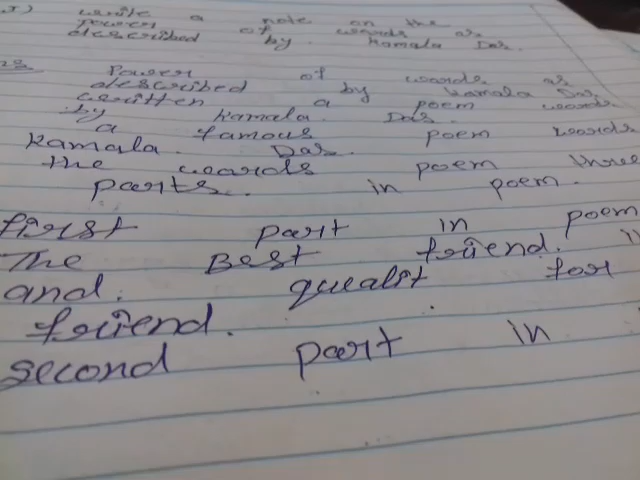 write a note on the
power of words as
described by. kamala Das.
Power of words as
described by kamala Das
written a poem words
by kamala. Das.
a famous poem words
kamala. Das.
the words poem three
parts. in poem.
first part in poem
The Best friend.
and. qualit for
friend.
second part in